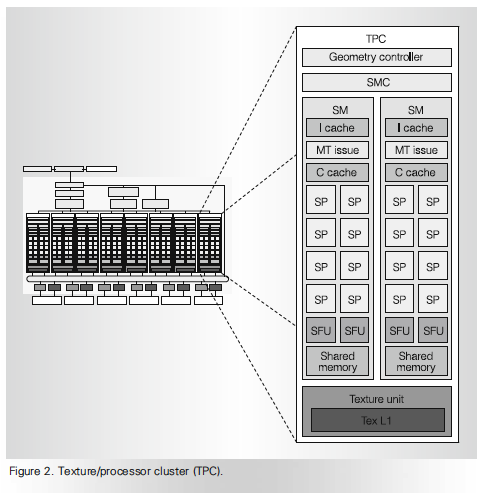 TPC
Geometry controller
SMC
SM
I cache
MT issue
C cache
SP SP
SP SP
SP SP
SP SP
SFU SFU
Shared
memory
SM
I cache
MT issue
C cache
SP SP
SP SP
SP SP
SP SP
SFU SFU
Shared
memory
Texture unit
Tex L1
Figure 2. Texture/processor cluster (TPC).